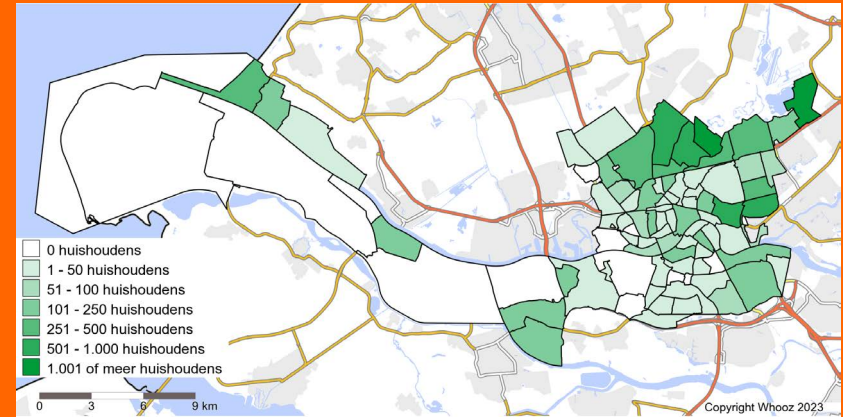 0 huishoudens
1 - 50 huishoudens
51 - 100 huishoudens
101 - 250 huishoudens
251 - 500 huishoudens
501 - 1.000 huishoudens
1.001 of meer huishoudens
0 3 6 9 km
Copyright Whooz 2023